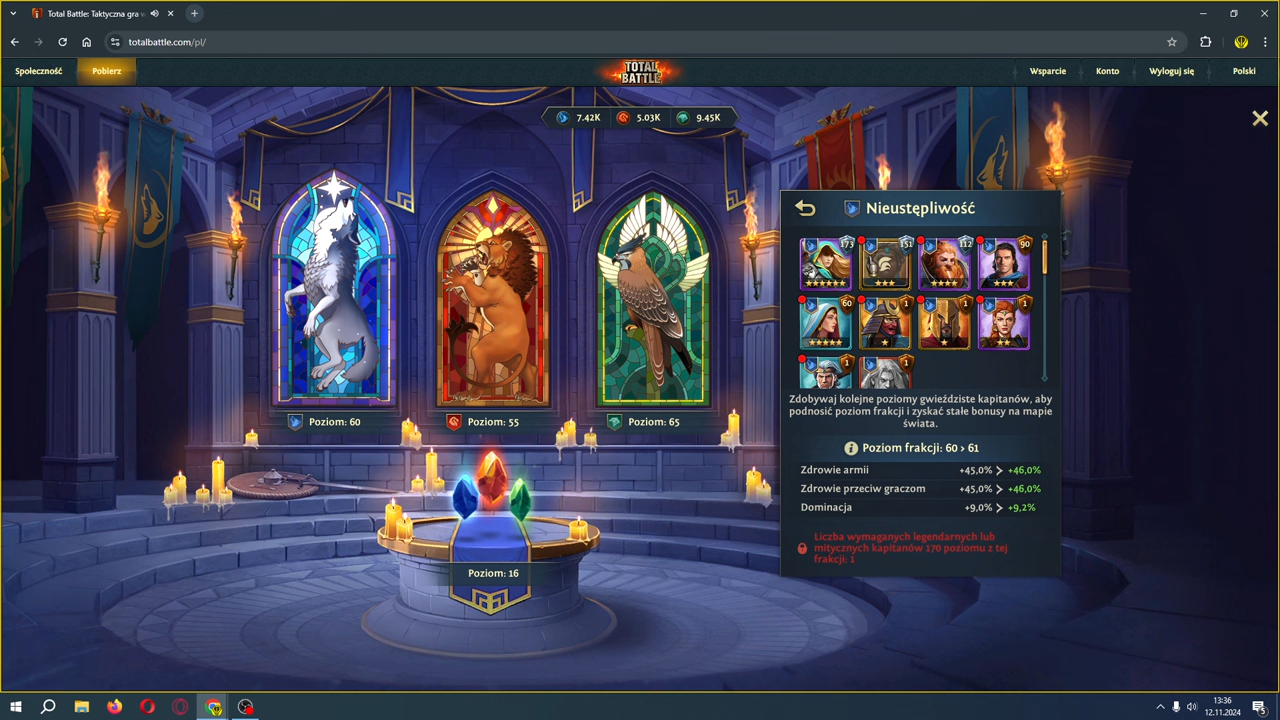 Total Battle: Taktyczna gra w
totalbattle.com/pl/
Społeczność
Pobierz
TOTAL
BATTLE
Wsparcie
Konto
Wyloguj się
Polski
7.42K
5.03K
9.45K
Nieustępliwość
173
151
112
90
60
1
1
1
1
1
Zdobywaj kolejne poziomy gwieździste kapitanów, aby
podnosić poziom frakcji i zyskać stałe bonusy na mapie
świata.
Poziom frakcji: 60 > 61
Zdrowie armii +45,0% > +46,0%
Zdrowie przeciw graczom +45,0% > +46,0%
Dominacja +9,0% > +9,2%
Liczba wymaganych legendarnych lub
mitycznych kapitanów 170 poziomu z tej
frakcji: 1
Poziom: 60
Poziom: 55
Poziom: 65
Poziom: 16
13:36
12.11.2024
5